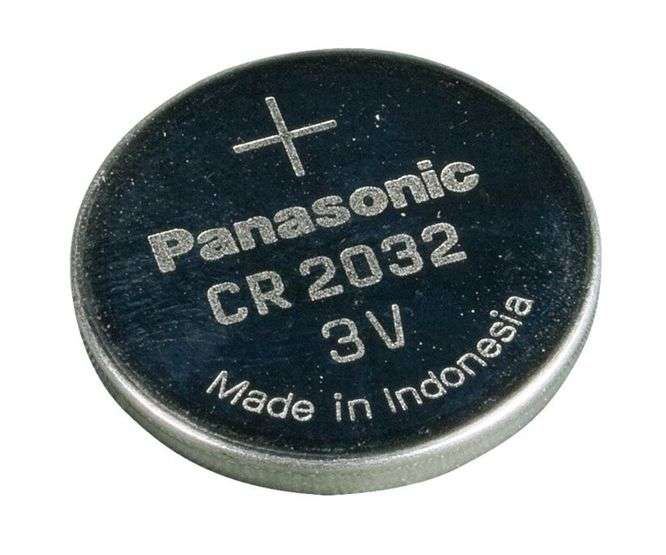 +
Panasonic
CR 2032
3V
Made in Indonesia